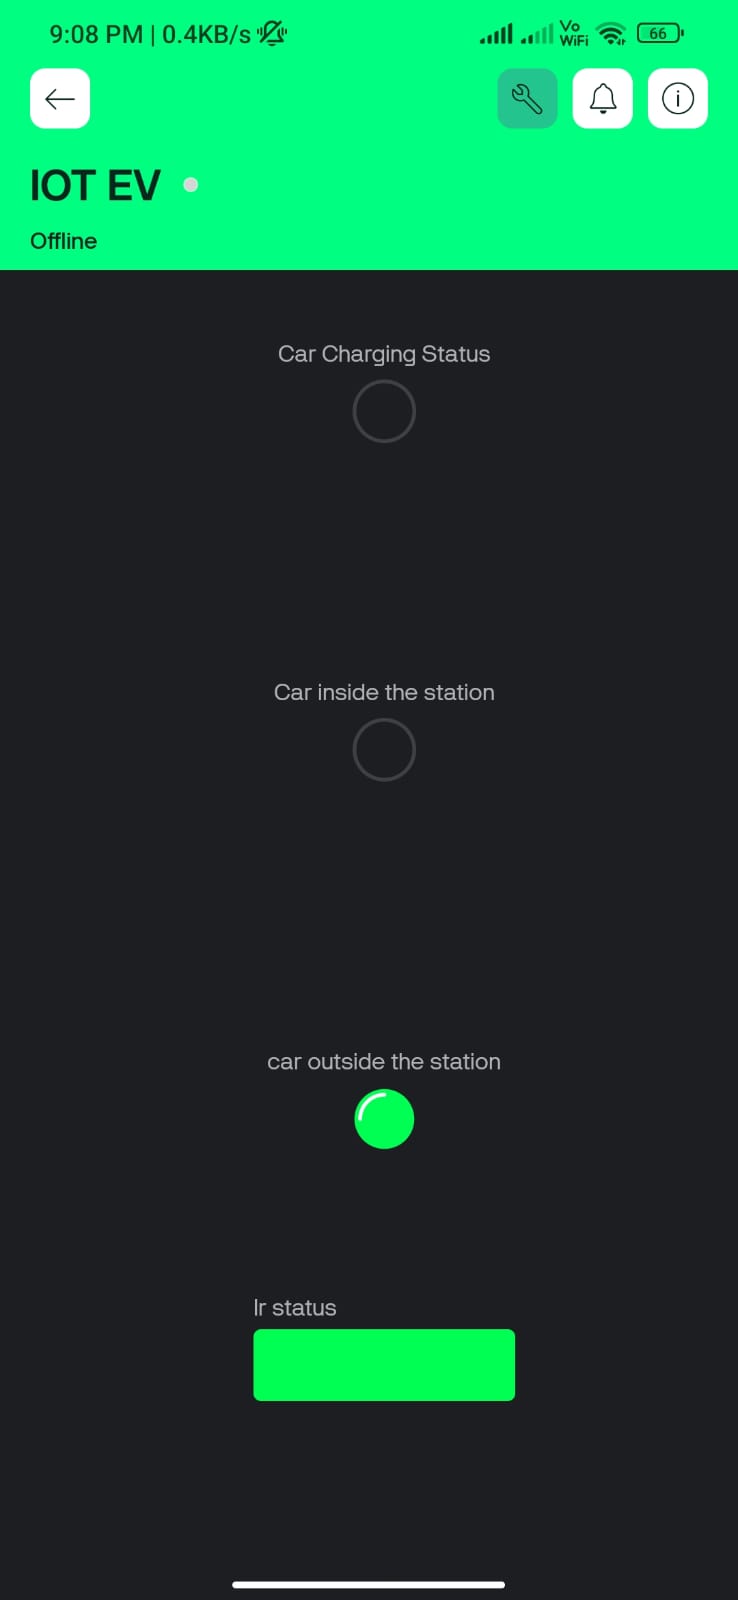 9:08 PM | 0.4KB/s
Vo
WiFi
66
IOT EV
Offline
Car Charging Status
Car inside the station
car outside the station
Ir status